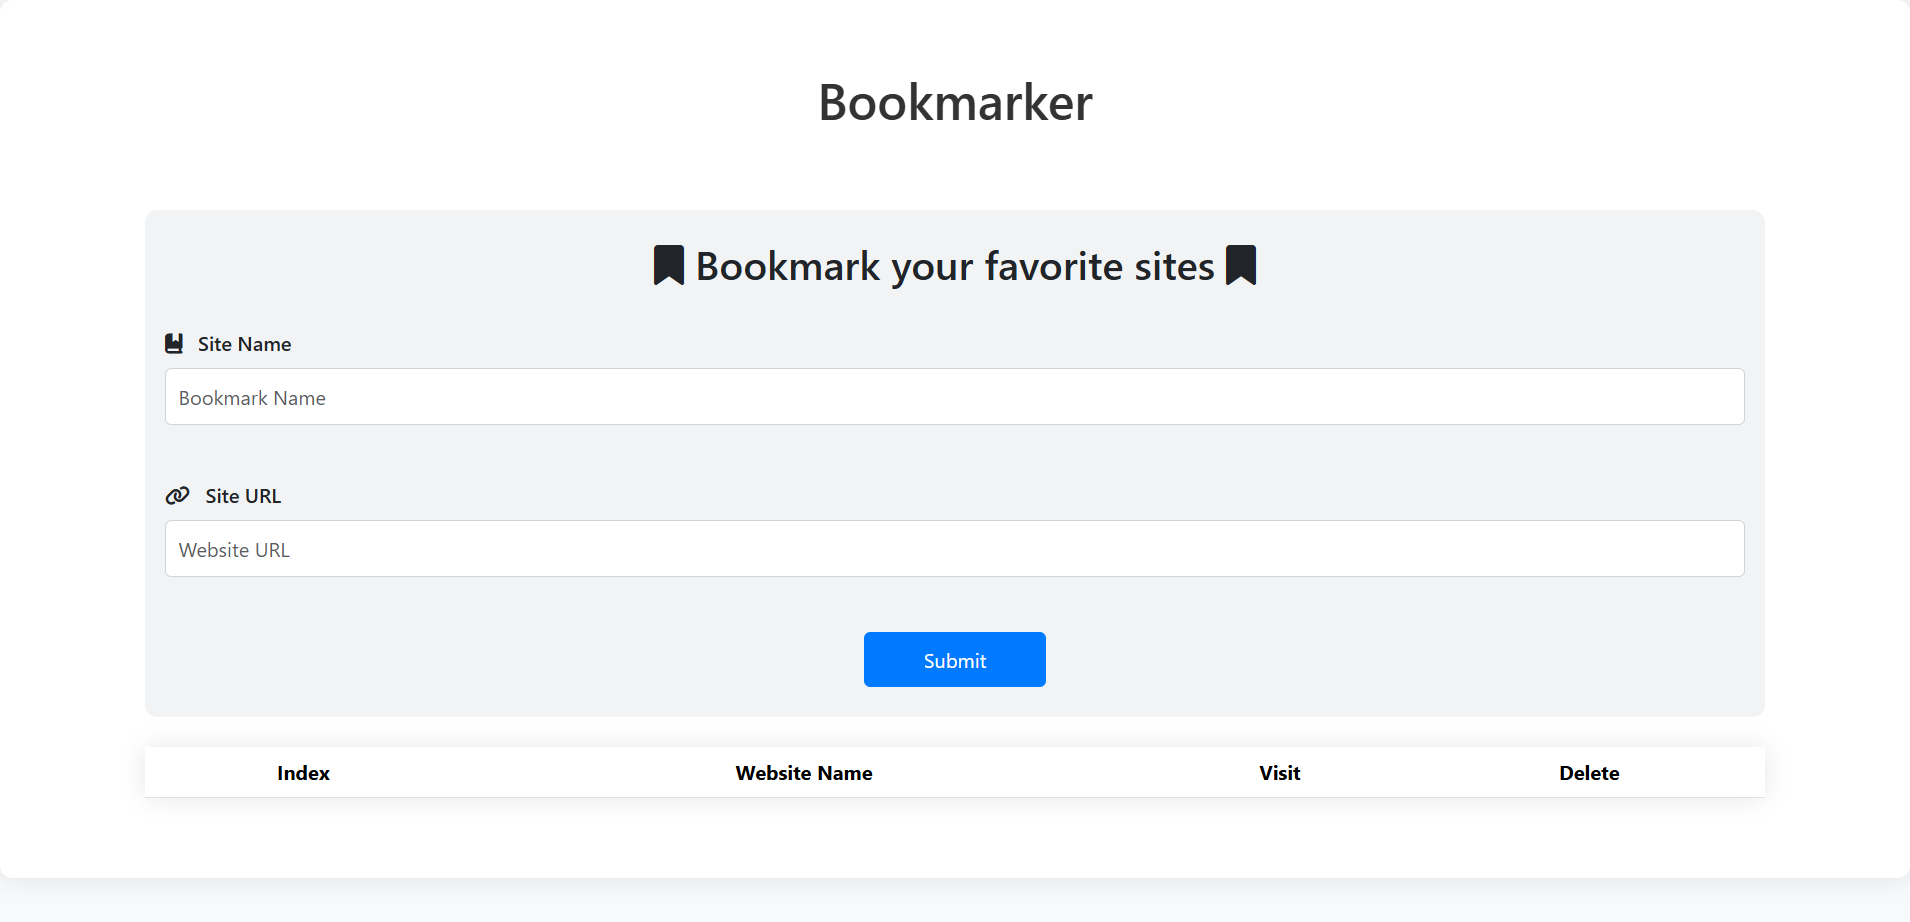 Bookmarker
Bookmark your favorite sites
Site Name
Bookmark Name
Site URL
Website URL
Submit
Index Website Name Visit Delete